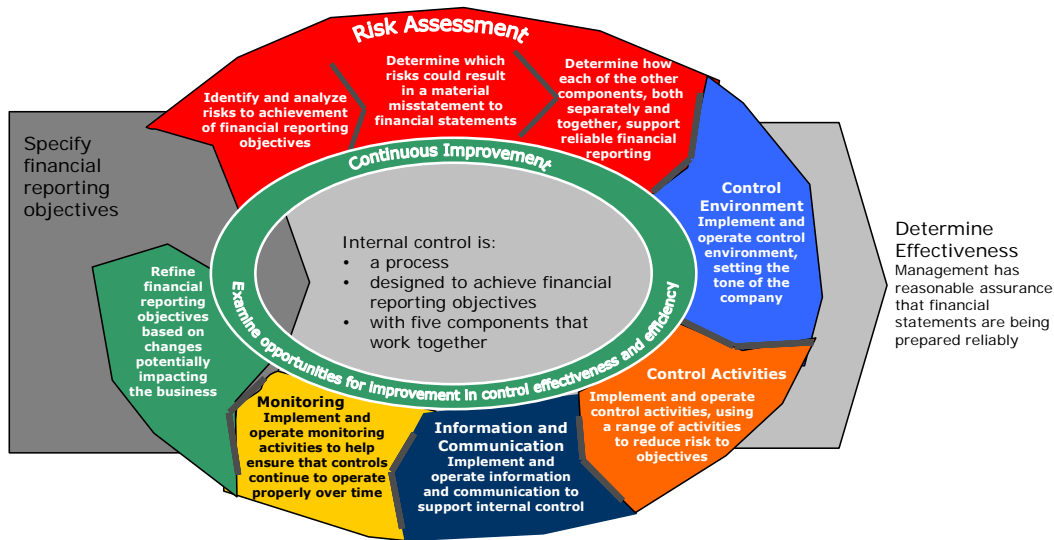 Risk Assessment
Identify and analyze
risks to achievement
of financial reporting
objectives
Determine which
risks could result
in a material
misstatement to
financial statements
Determine how
each of the other
components, both
separately and
together, support
reliable financial
reporting
Specify
financial
reporting
objectives
Continuous Improvement
Control
Environment
Implement and
operate control
environment,
setting the
tone of the
company
Internal control is:
• a process
• designed to achieve financial
reporting objectives
• with five components that
work together
Determine
Effectiveness
Management has
reasonable assurance
that financial
statements are being
prepared reliably
Refine
financial
reporting
objectives
based on
changes
potentially
impacting
the business
Examine opportunities for improvement in control effectiveness and efficiency
Control Activities
Implement and operate
control activities, using
a range of activities
to reduce risk to
objectives
Monitoring
Implement and
operate monitoring
activities to help
ensure that controls
continue to operate
properly over time
Information and
Communication
Implement and
operate information
and communication to
support internal control